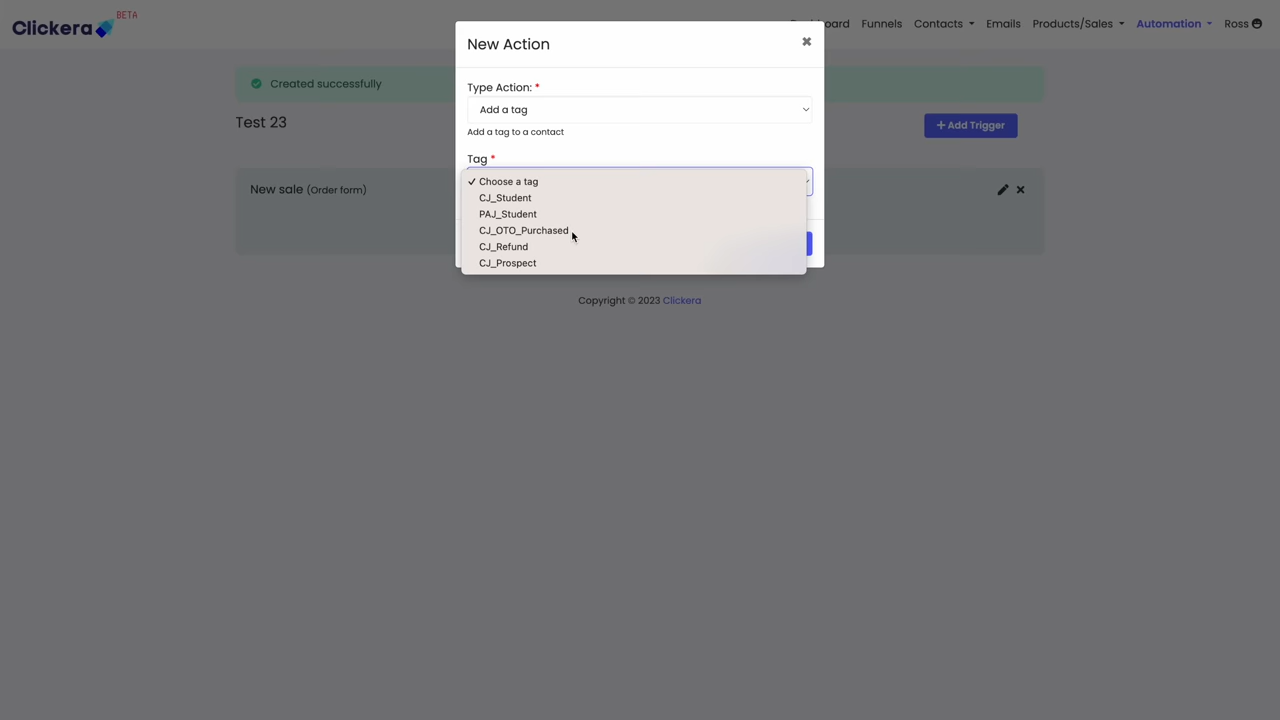 Clickera BETA
Funnels Contacts Emails Products/Sales Automation Ross
New Action
Type Action: *
Add a tag
Add a tag to a contact
Tag *
✓ Choose a tag
CJ_Student
PAJ_Student
CJ_OTO_Purchased
CJ_Refund
CJ_Prospect
Created successfully
Test 23
+ Add Trigger
New sale (Order form)
Copyright © 2023 Clickera